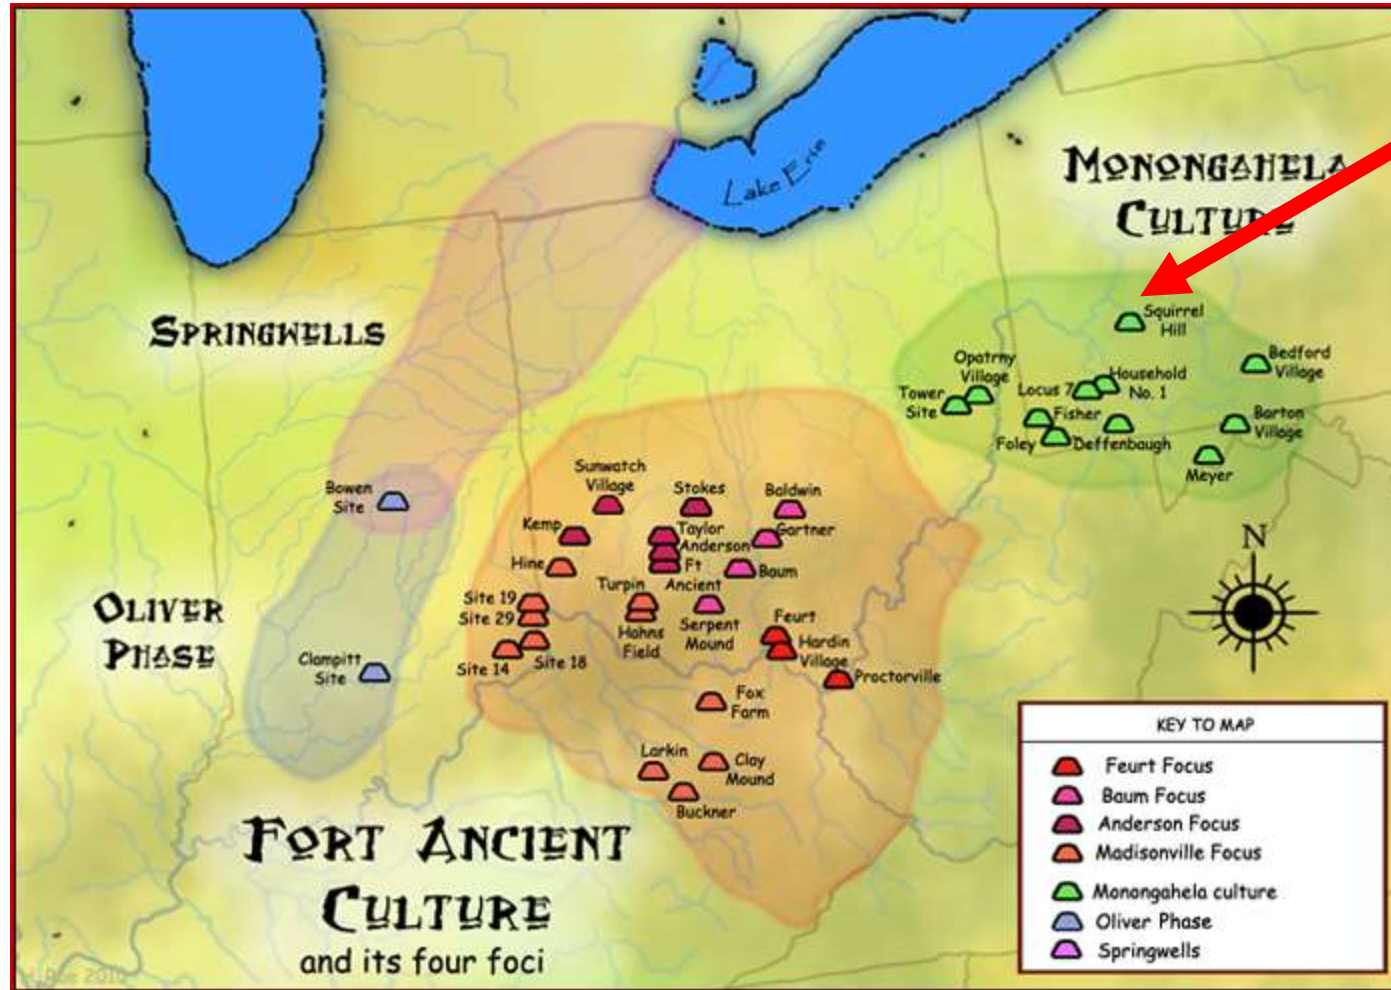 Lake Erie
MONONGAHELA
CULTURE
SPRINGWELLS
Squirrel
Hill
Opatrny
Village
Bedford
Village
Tower
Site
Locus 7
Household
No. 1
Fisher
Barton
Village
Foley
Deffenbaugh
Meyer
Sunwatch
Village
Stokes
Baldwin
Bowen
Site
Kemp
Taylor
Gartner
Anderson
Hine
Ft
Ancient
Baum
N
Turpin
OLIVER
PHASE
Site 19
Site 29
Hahns
Field
Serpent
Mound
Feurt
Hardin
Village
Clampitt
Site
Site 14
Site 18
Proctorville
Fox
Farm
Larkin
Clay
Mound
Buckner
FORT ANCIENT
CULTURE
and its four foci
KEY TO MAP
Feurt Focus
Baum Focus
Anderson Focus
Madisonville Focus
Monongahela culture
Oliver Phase
Springwells